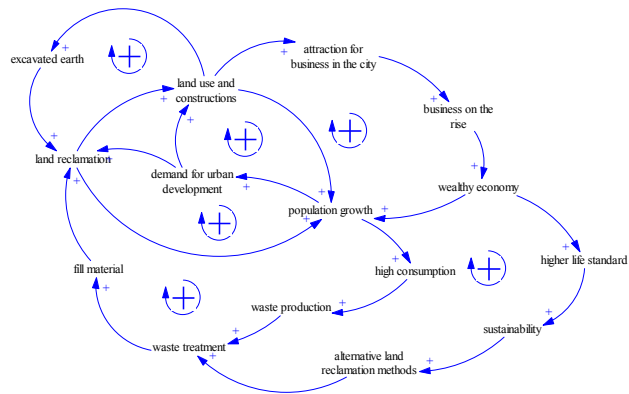 excavated earth
attraction for
business in the city
land use and
constructions
business on the
rise
land reclamation
demand for urban
development
wealthy economy
population growth
higher life standard
fill material
high consumption
waste production
sustainability
waste treatment
alternative land
reclamation methods